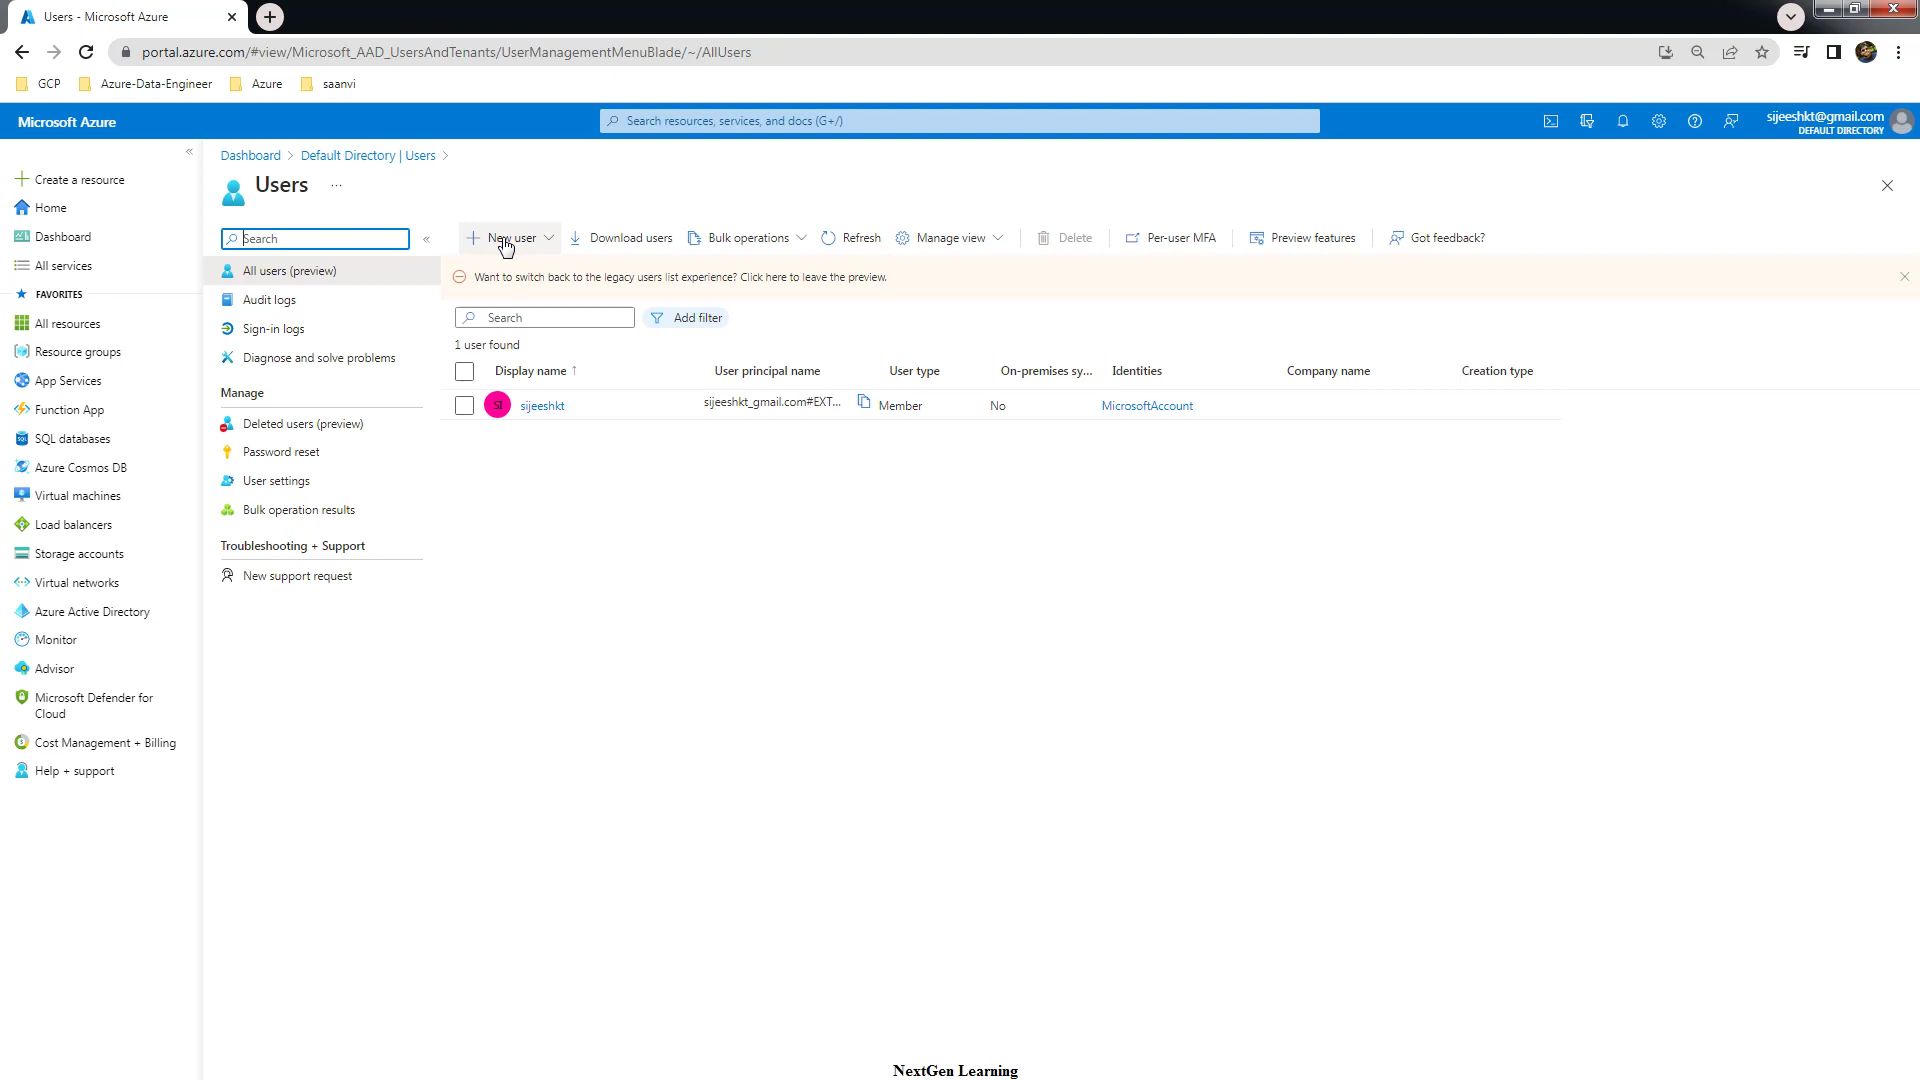 Users - Microsoft Azure
portal.azure.com/#view/Microsoft_AAD_UsersAndTenants/UserManagementMenuBlade/~/AllUsers
GCP Azure-Data-Engineer Azure saanvi
Microsoft Azure
Search resources, services, and docs (G+/)
sijeeshkt@gmail.com
DEFAULT DIRECTORY
Create a resource
Home
Dashboard
All services
FAVORITES
All resources
Resource groups
App Services
Function App
SQL databases
Azure Cosmos DB
Virtual machines
Load balancers
Storage accounts
Virtual networks
Azure Active Directory
Monitor
Advisor
Microsoft Defender for
Cloud
Cost Management + Billing
Help + support
Dashboard > Default Directory | Users >
Users ...
Search
All users (preview)
Audit logs
Sign-in logs
Diagnose and solve problems
Manage
Deleted users (preview)
Password reset
User settings
Bulk operation results
Troubleshooting + Support
New support request
New user Download users Bulk operations Refresh Manage view Delete Per-user MFA Preview features Got feedback?
Want to switch back to the legacy users list experience? Click here to leave the preview.
Search Add filter
1 user found
Display name ↑ User principal name User type On-premises sy... Identities Company name Creation type
SI sijeeshkt sijeeshkt_gmail.com#EXT... Member No MicrosoftAccount
NextGen Learning